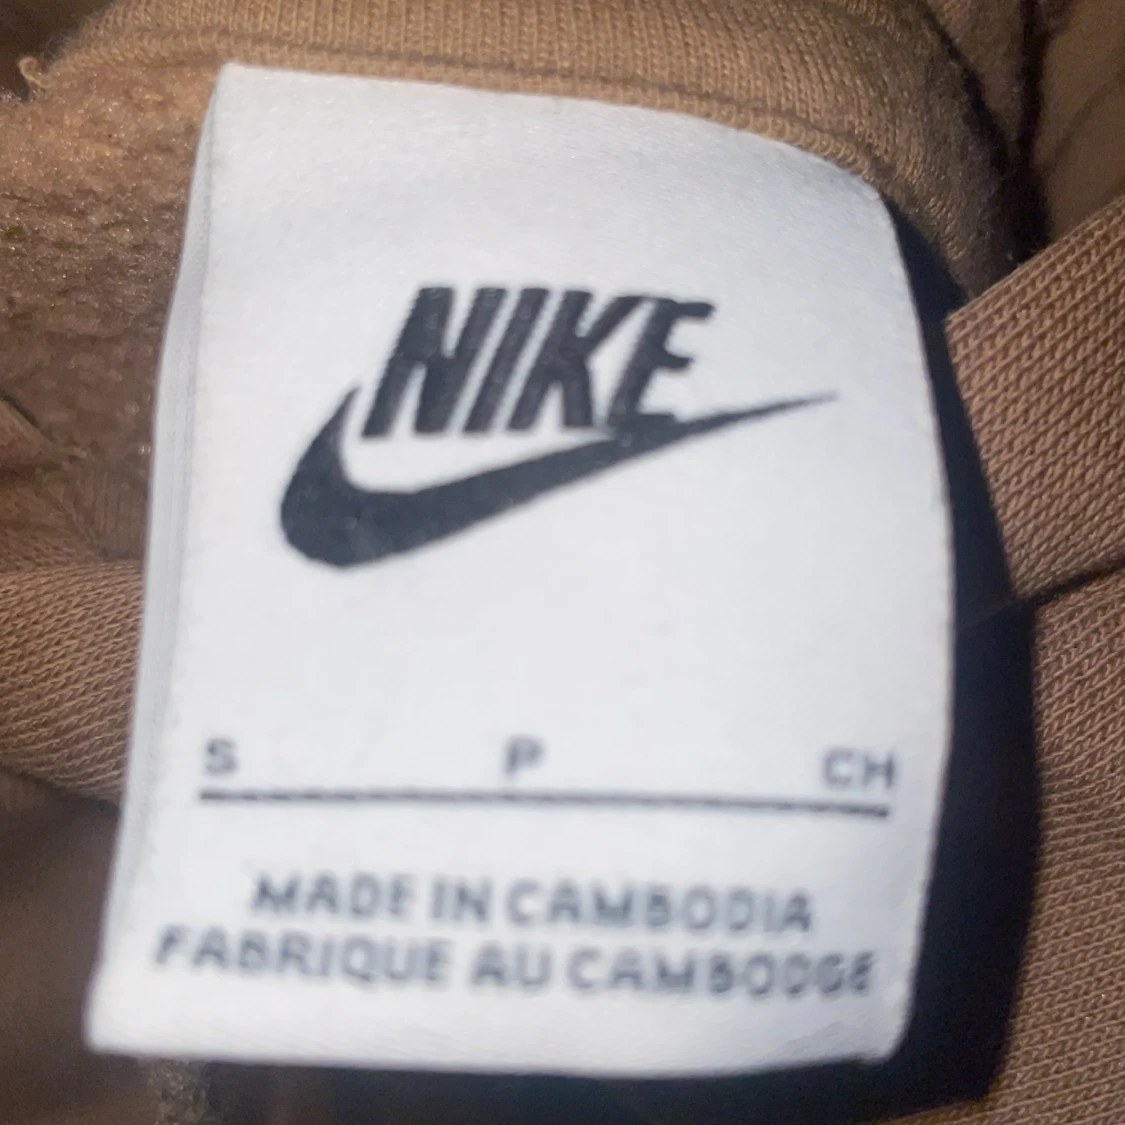 NIKE
S P CH
MADE IN CAMBODIA
FABRIQUE AU CAMBODGE